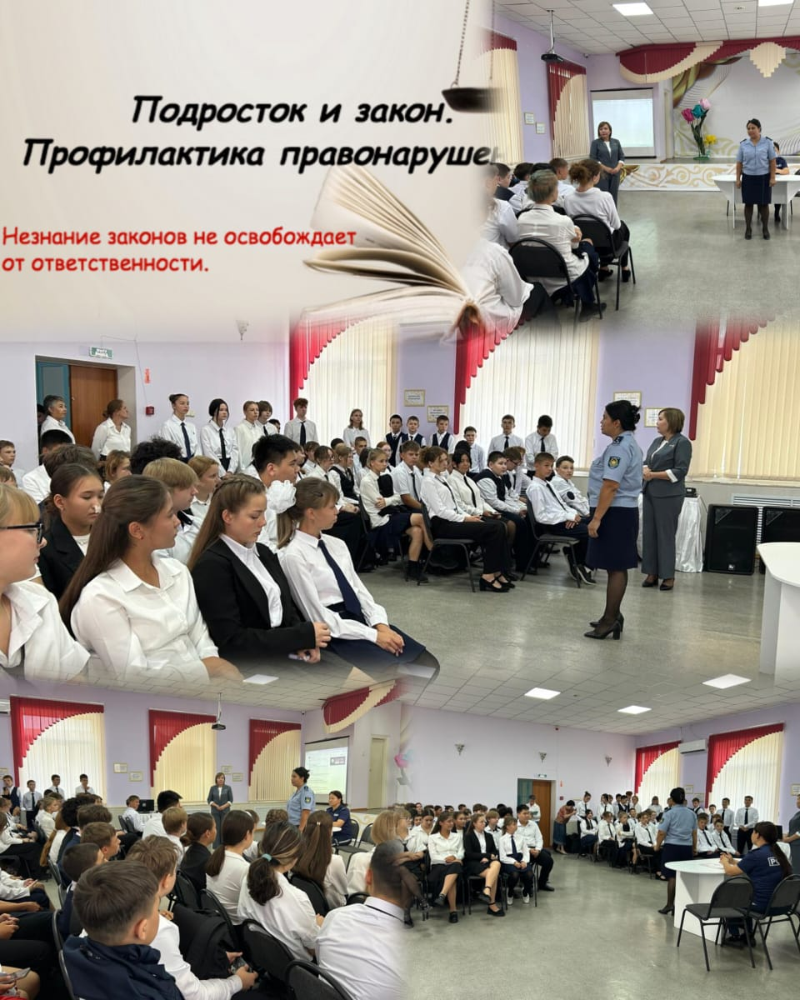 Подросток и закон.
Профилактика правонаруше
Незнание законов не освобождает
от ответственности.